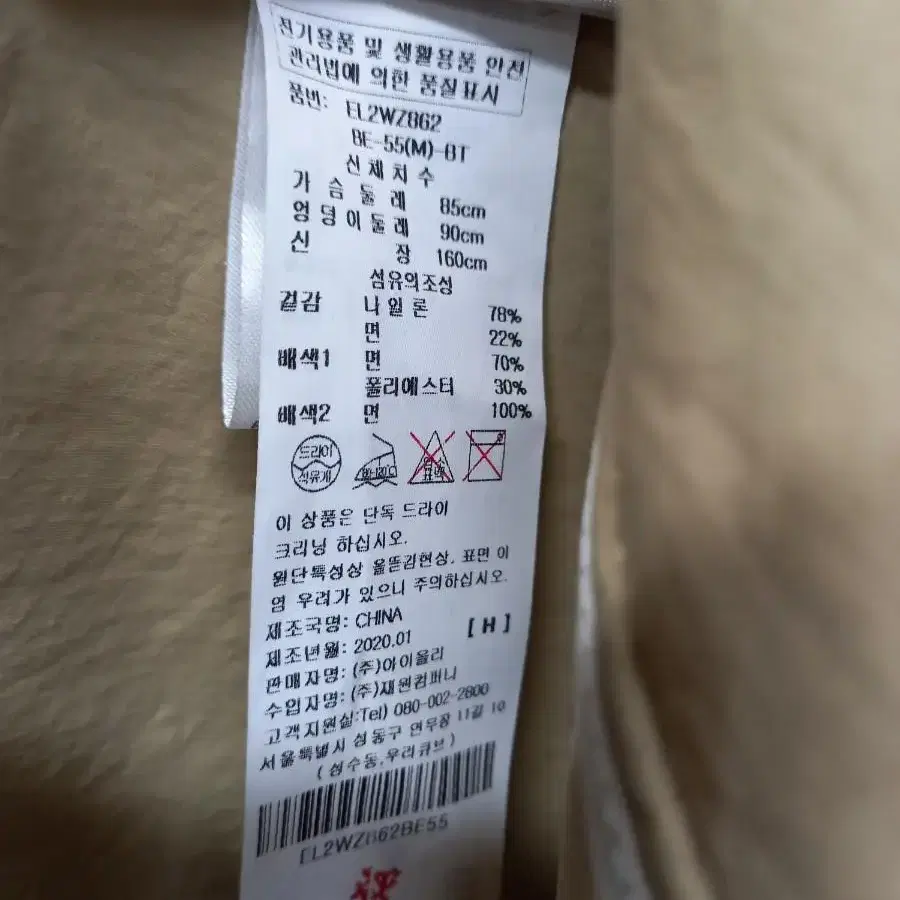 전기용품 및 생활용품 안전
관리법에 의한 품질표시
품번: EL2WZ862
BE-55(M)-BT
신체치수
가슴둘레 85cm
엉덩이둘레 90cm
신장 160cm
섬유의조성
겉감 나일론 78%
면 22%
배색1 면 70%
폴리에스터 30%
배색2 면 100%
드라이
석유계
80-120℃
염소
표백
이 상품은 단독 드라이
크리닝 하십시오.
원단특성상 올뜯김현상, 표면 이
염 우려가 있으니 주의하십시오.
제조국명: CHINA
제조년월: 2020.01 [ H ]
판매자명: (주)아이올리
수입자명: (주)재원컴퍼니
고객지원실:Tel) 080-002-2800
서울특별시 성동구 연무장 11길 10
(성수동,우리큐브)
EL2WZ862BE55